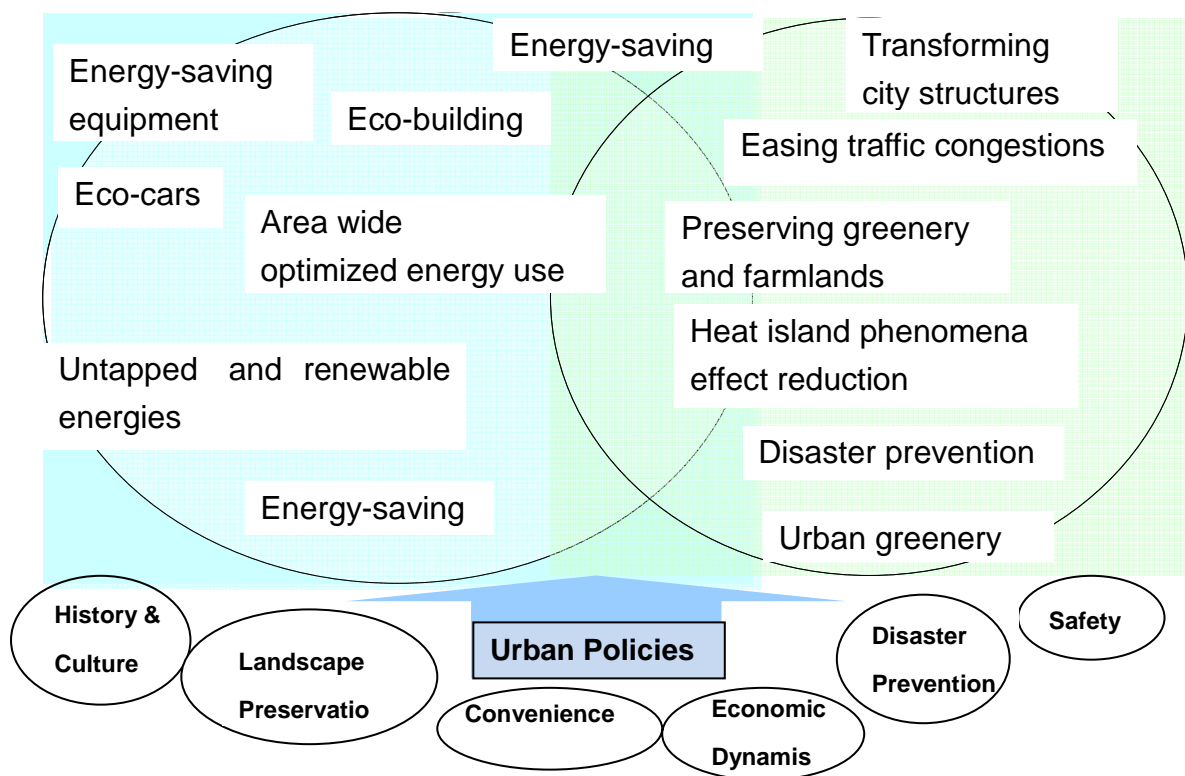 Energy-saving
Transforming
city structures
Energy-saving
equipment
Eco-building
Easing traffic congestions
Eco-cars
Area wide
optimized energy use
Preserving greenery
and farmlands
Heat island phenomena
effect reduction
Untapped and renewable
energies
Disaster prevention
Energy-saving
Urban greenery
History &
Culture
Landscape
Preservatio
Urban Policies
Convenience
Economic
Dynamis
Disaster
Prevention
Safety